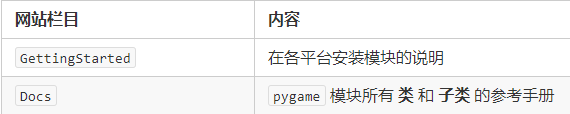 网站栏目 内容
GettingStarted 在各平台安装模块的说明
Docs pygame 模块所有 类 和 子类 的参考手册